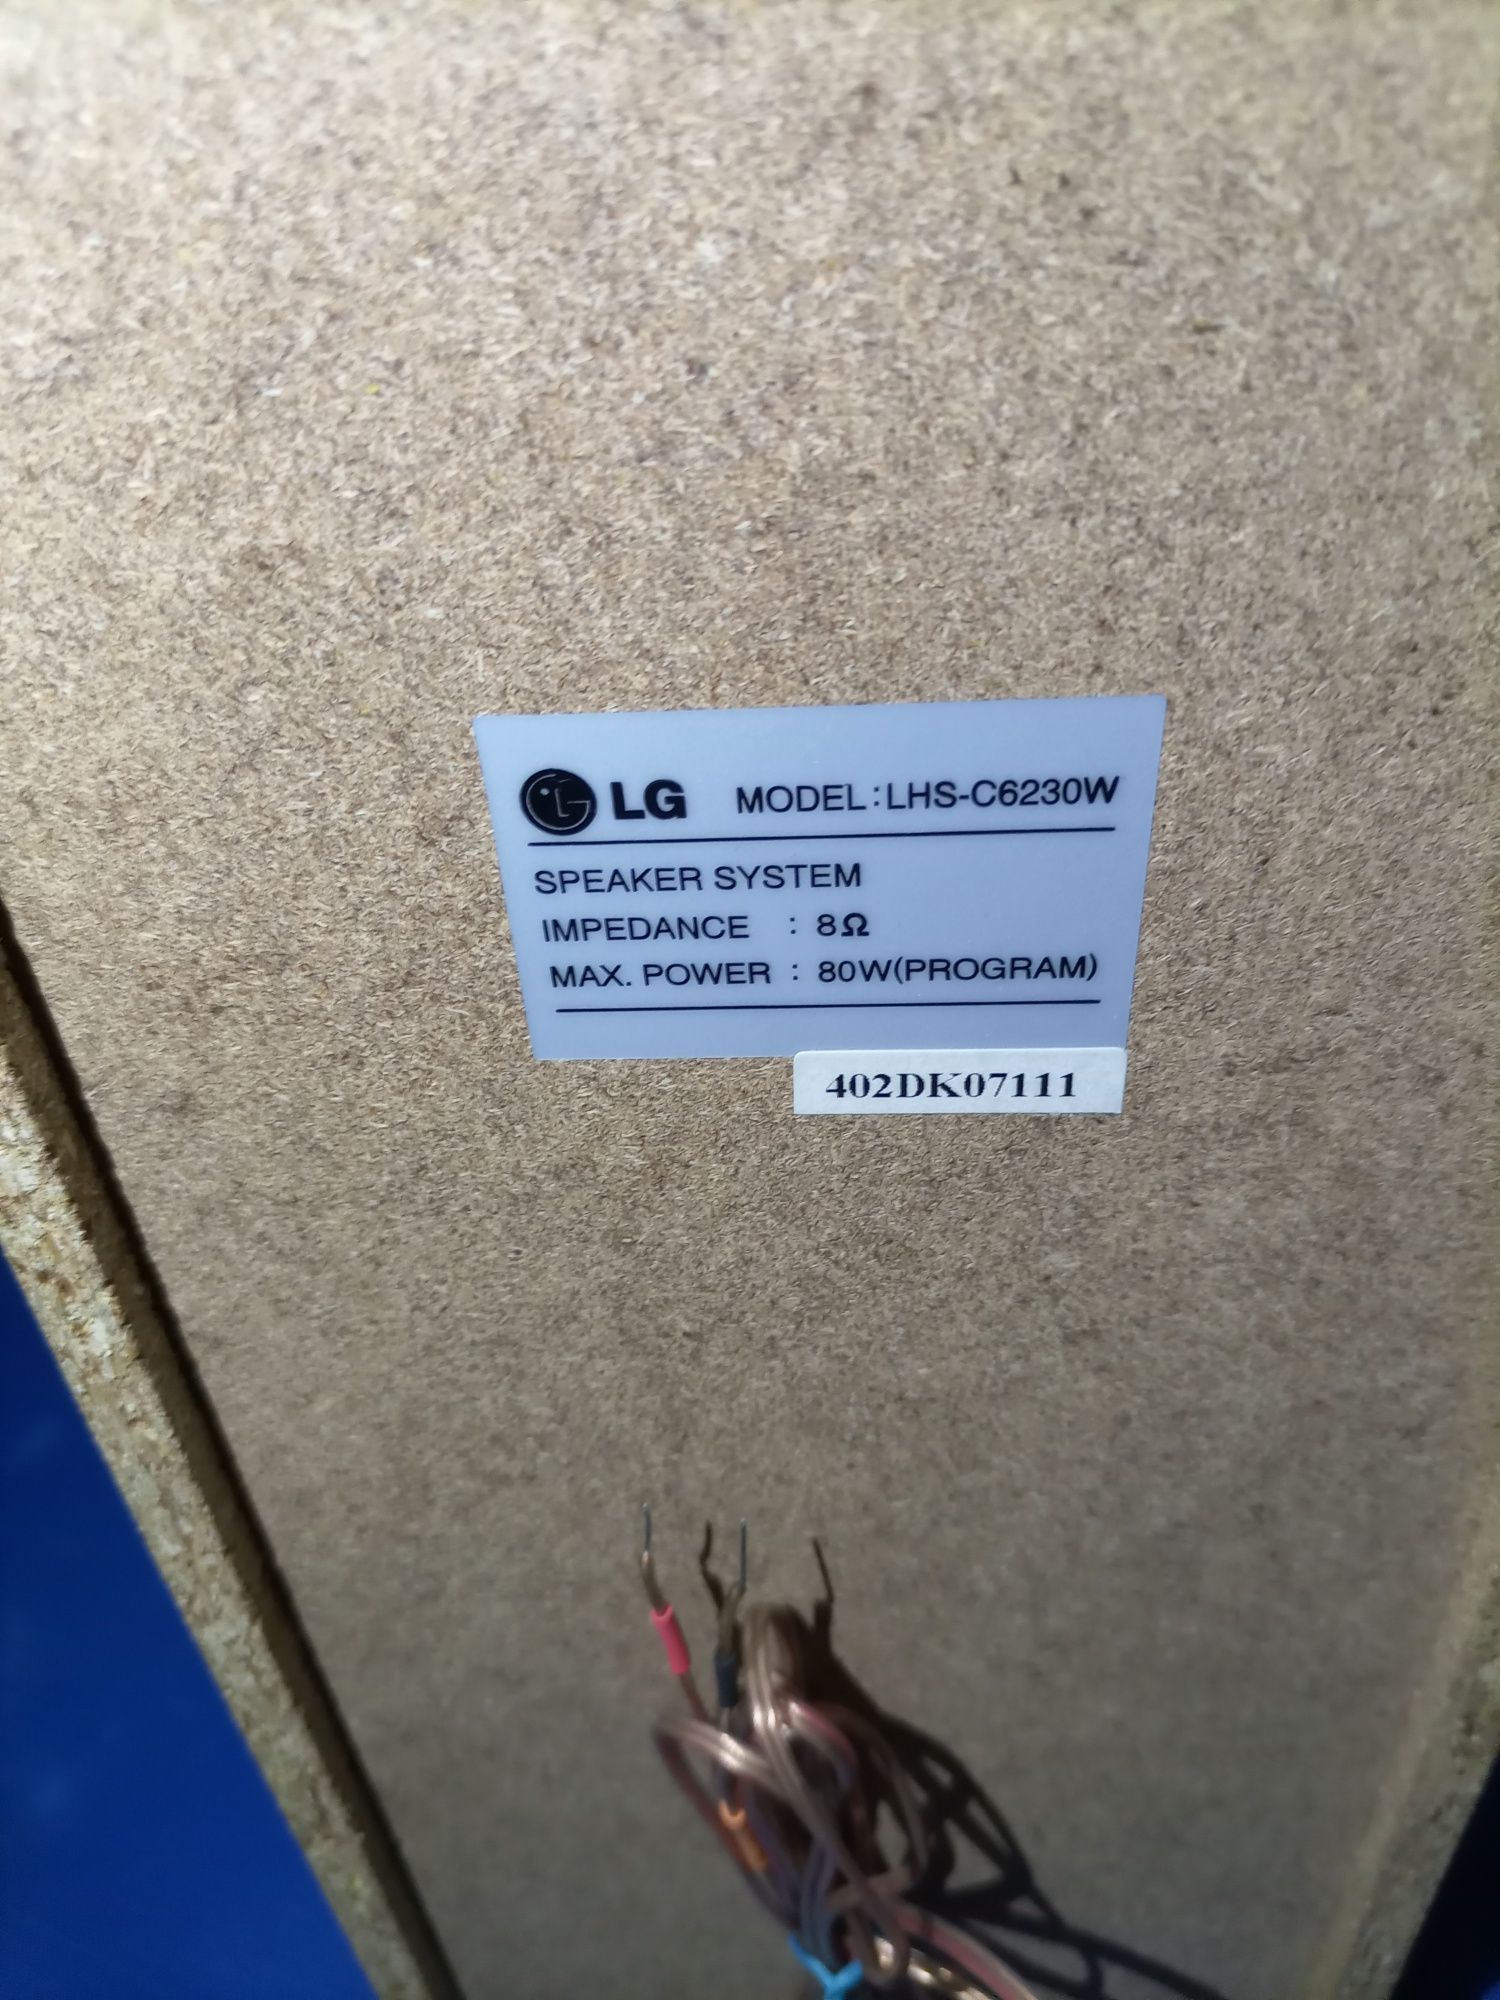 LG MODEL:LHS-C6230W
SPEAKER SYSTEM
IMPEDANCE : 8Ω
MAX. POWER : 80W(PROGRAM)
402DK07111